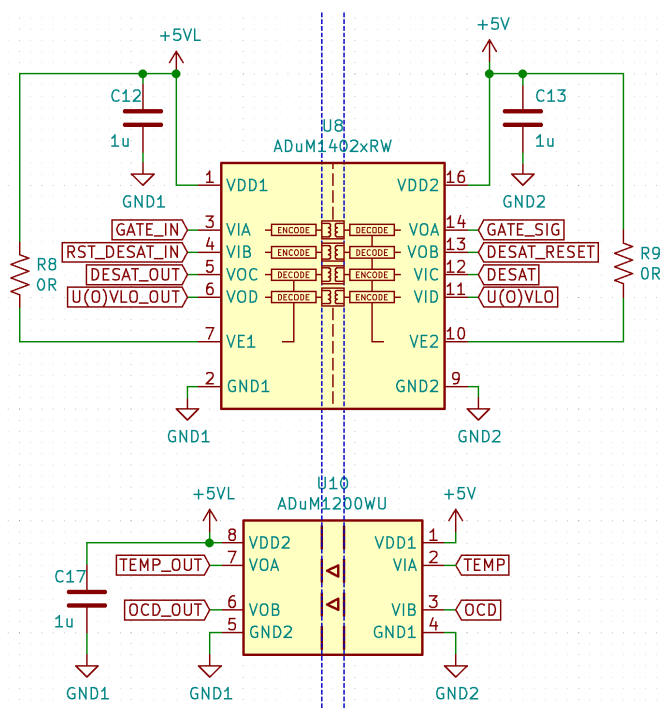 +5VL
+5V
C12
1u
GND1
C13
1u
GND2
U8
ADuM1402xRW
1 VDD1
VDD2 16
GATE_IN 3 VIA ENCODE DECODE VOA 14 GATE_SIG
RST_DESAT_IN 4 VIB ENCODE DECODE VOB 13 DESAT_RESET
DESAT_OUT 5 VOC DECODE ENCODE VIC 12 DESAT
U(O)VLO_OUT 6 VOD DECODE ENCODE VID 11 U(O)VLO
R8
0R
R9
0R
7 VE1 VE2 10
2 GND1 GND2 9
GND1
GND2
U10
ADuM1200WU
+5VL
+5V
8 VDD2 VDD1 1
TEMP_OUT 7 VOA VIA 2 TEMP
C17
1u
OCD_OUT 6 VOB VIB 3 OCD
5 GND2 GND1 4
GND1
GND1
GND2